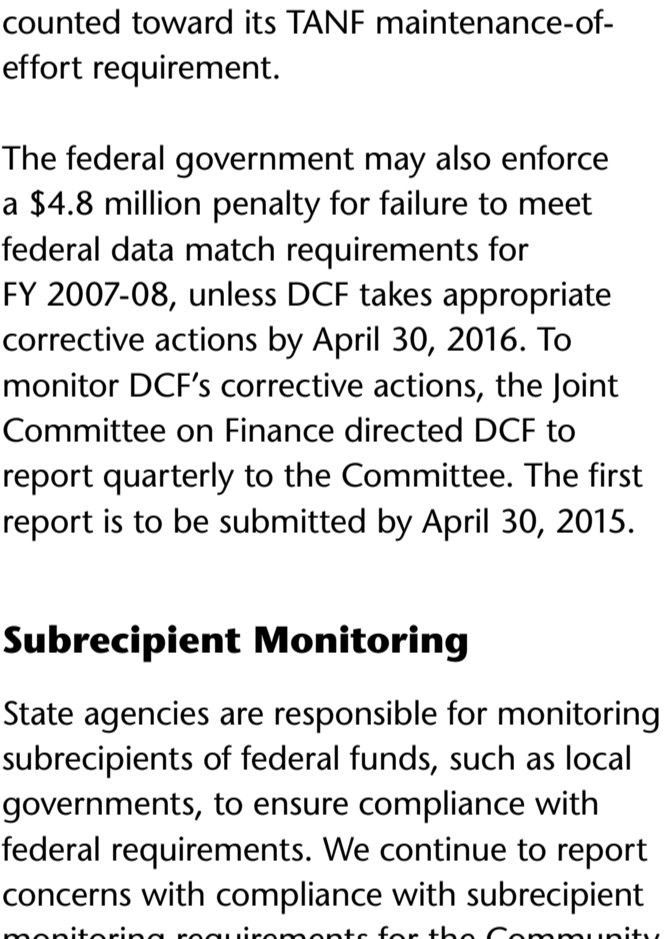 counted toward its TANF maintenance-of-
effort requirement.
The federal government may also enforce
a $4.8 million penalty for failure to meet
federal data match requirements for
FY 2007-08, unless DCF takes appropriate
corrective actions by April 30, 2016. To
monitor DCF’s corrective actions, the Joint
Committee on Finance directed DCF to
report quarterly to the Committee. The first
report is to be submitted by April 30, 2015.
Subrecipient Monitoring
State agencies are responsible for monitoring
subrecipients of federal funds, such as local
governments, to ensure compliance with
federal requirements. We continue to report
concerns with compliance with subrecipient
monitoring requirements for the Community